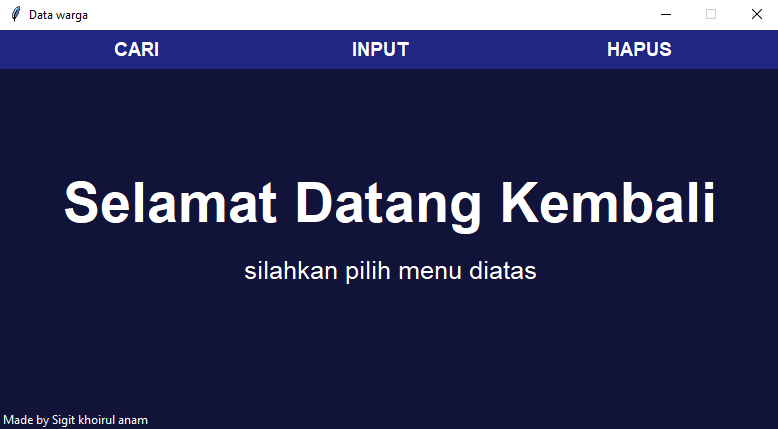 Data warga
CARI INPUT HAPUS
Selamat Datang Kembali
silahkan pilih menu diatas
Made by Sigit khoirul anam